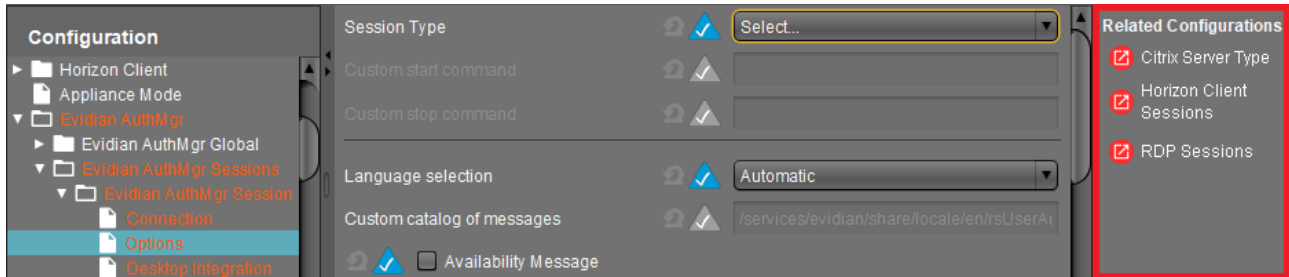 Configuration
Horizon Client
Appliance Mode
Evidian AuthMgr
Evidian AuthMgr Global
Evidian AuthMgr Sessions
Evidian AuthMgr Session
Connection
Options
Desktop Integration
Session Type
Select...
Custom start command
Custom stop command
Language selection
Automatic
Custom catalog of messages
/services/evidian/share/locale/en/rsUserAu
Availability Message
Related Configurations
Citrix Server Type
Horizon Client
Sessions
RDP Sessions